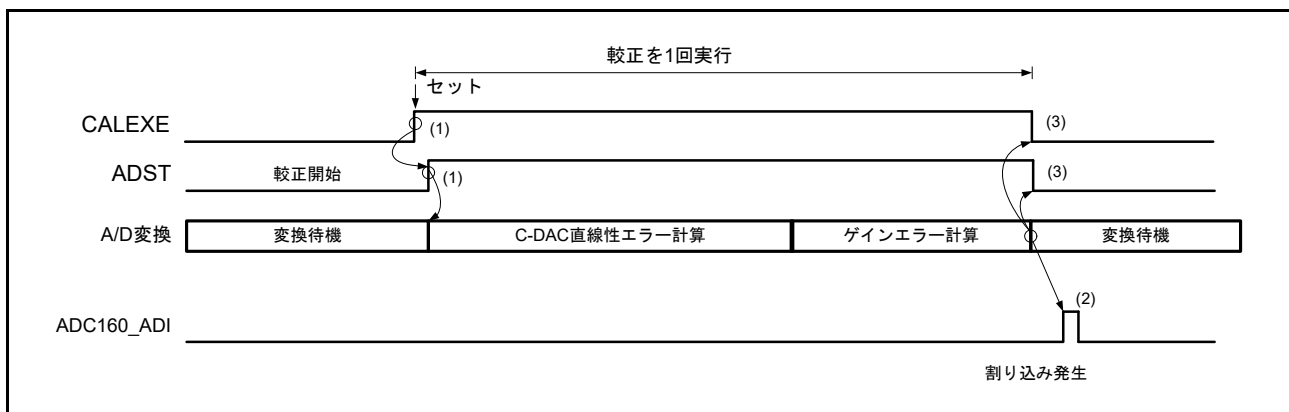 較正を1回実行
セット
CALEXE
(1)
(3)
ADST
較正開始
(1)
(3)
A/D変換
変換待機
C-DAC直線性エラー計算
ゲインエラー計算
変換待機
(2)
ADC160_ADI
割り込み発生